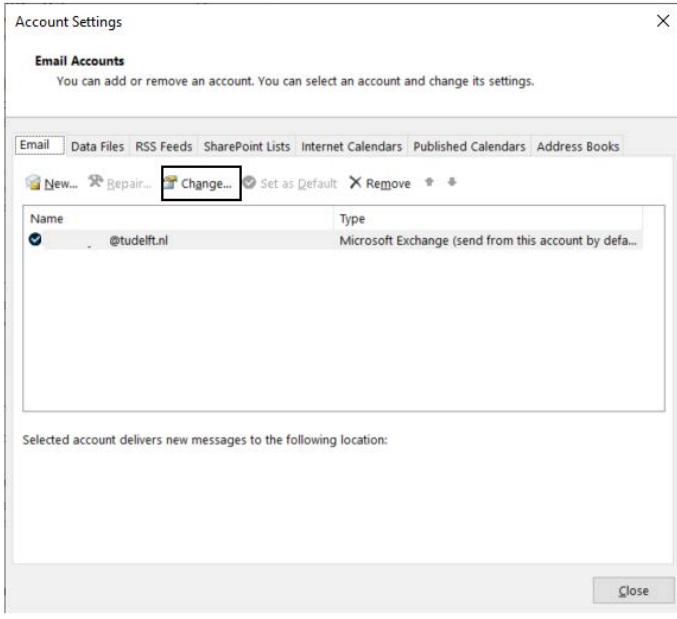 Account Settings
Email Accounts
You can add or remove an account. You can select an account and change its settings.
Email Data Files RSS Feeds SharePoint Lists Internet Calendars Published Calendars Address Books
New... Repair... Change... Set as Default Remove
Name Type
@tudelft.nl Microsoft Exchange (send from this account by defa...
Selected account delivers new messages to the following location:
Close